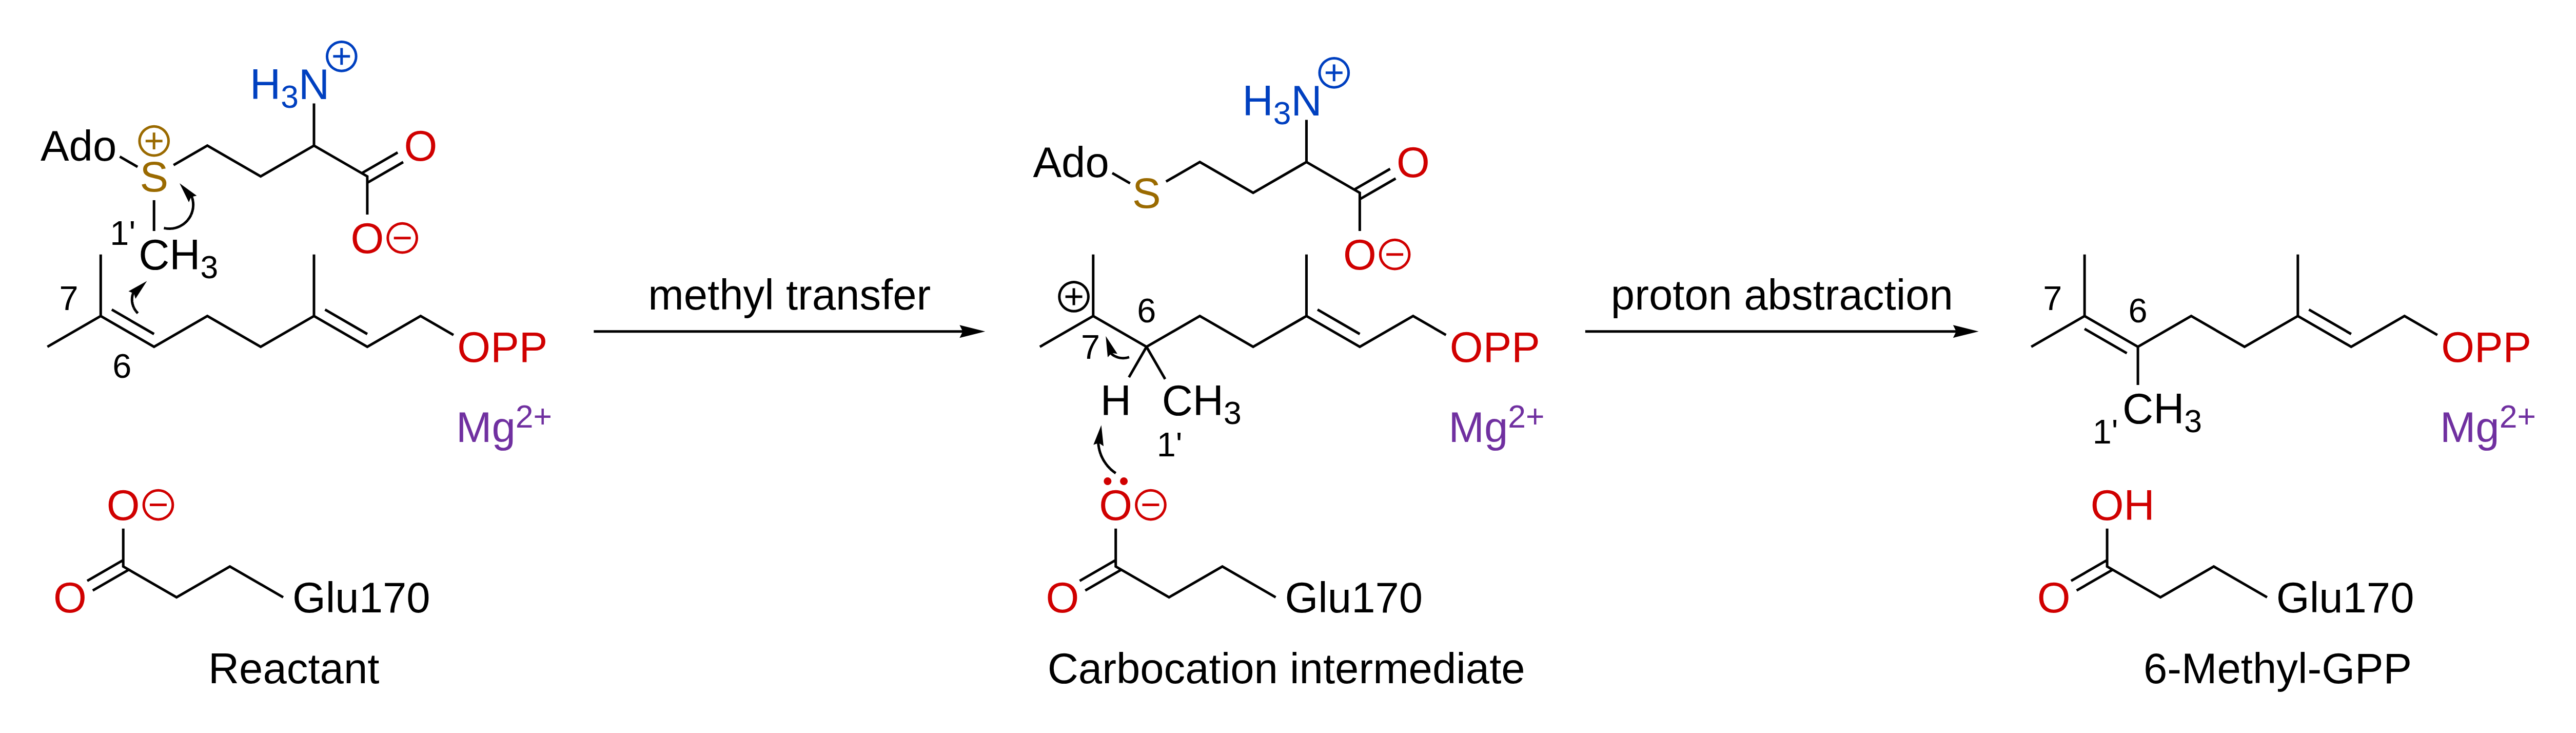 H3N⊕
Ado
⊕
S
O
O⊖
1'
CH3
7
6
OPP
Mg2+
O⊖
O
Glu170
Reactant
methyl transfer
H3N⊕
Ado
S
O
O⊖
⊕
6
7
H
CH3
1'
OPP
Mg2+
O⊖
O
Glu170
Carbocation intermediate
proton abstraction
7
6
OPP
CH3
1'
Mg2+
OH
O
Glu170
6-Methyl-GPP